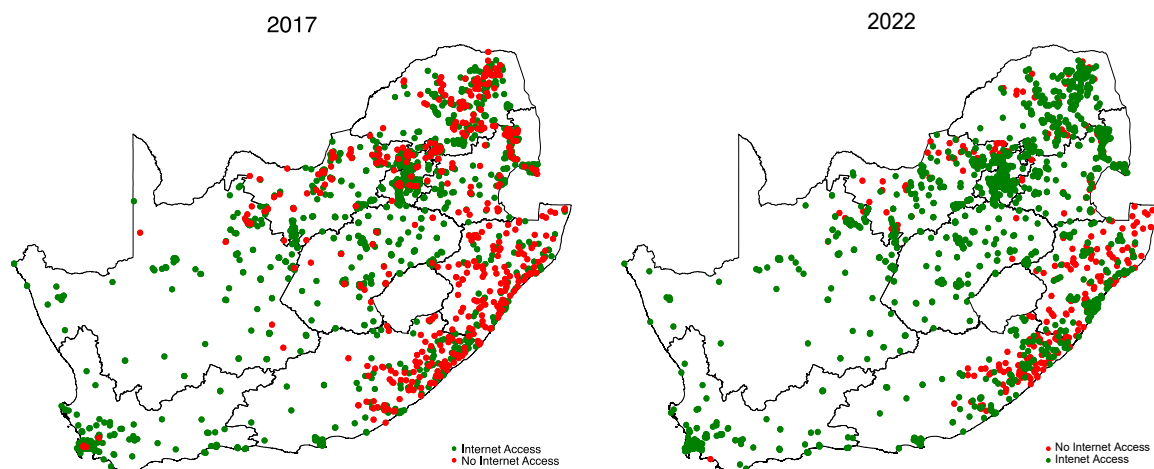 2017
2022
Internet Access
No Internet Access
No Internet Access
Intenet Access